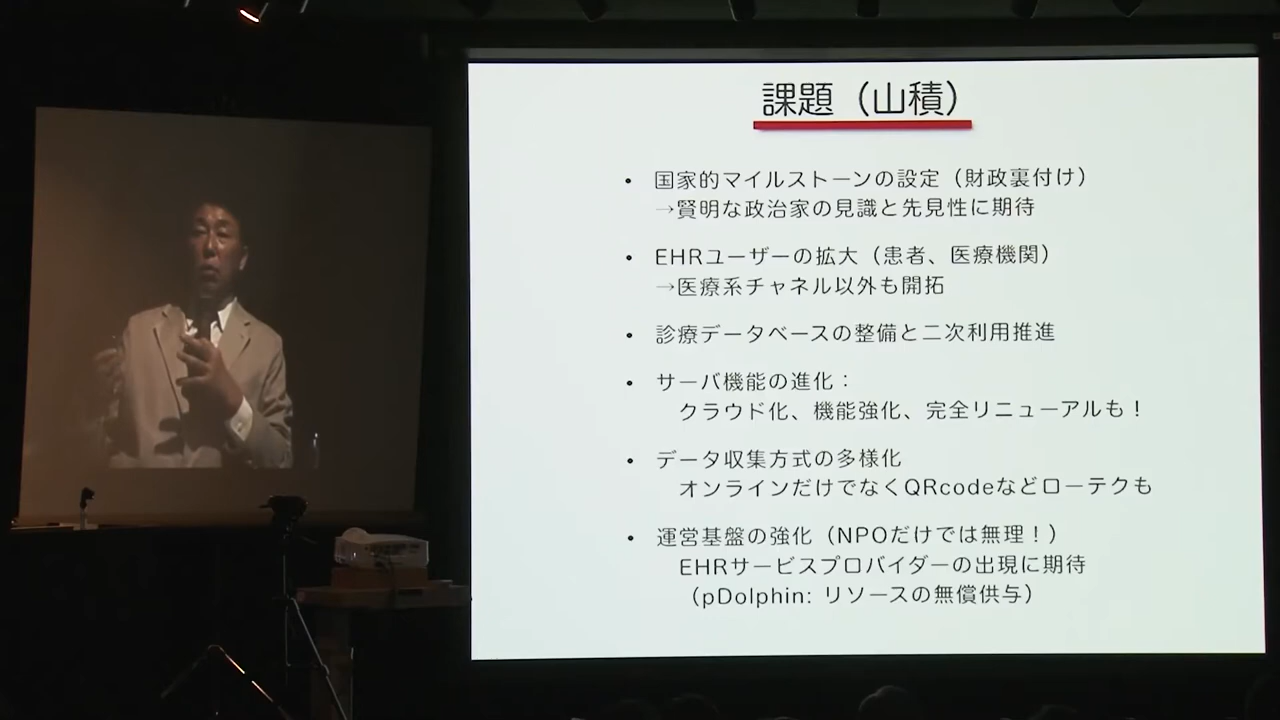 課題（山積）
• 国家的マイルストーンの設定（財政裏付け）
→賢明な政治家の見識と先見性に期待
• EHRユーザーの拡大（患者、医療機関）
→医療系チャネル以外も開拓
• 診療データベースの整備と二次利用推進
• サーバ機能の進化：
クラウド化、機能強化、完全リニューアルも！
• データ収集方式の多様化
オンラインだけでなくQRcodeなどローテクも
• 運営基盤の強化（NPOだけでは無理！）
EHRサービスプロバイダーの出現に期待
（pDolphin: リソースの無償供与）